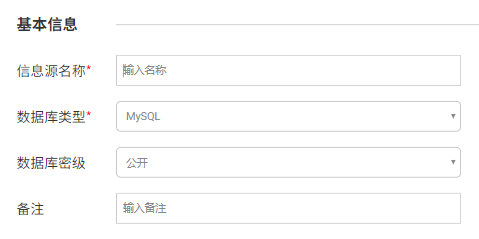 基本信息
信息源名称* 输入名称
数据库类型* MySQL
数据库密级 公开
备注 输入备注